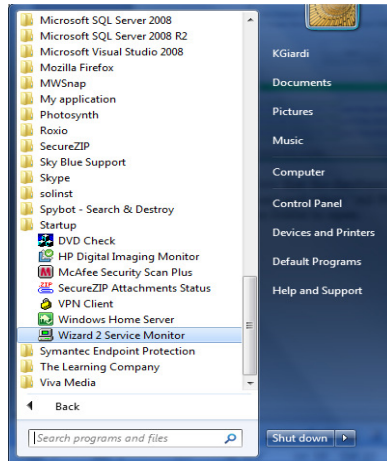 Microsoft SQL Server 2008
Microsoft SQL Server 2008 R2
Microsoft Visual Studio 2008
Mozilla Firefox
MWSnap
My application
Photosynth
Roxio
SecureZIP
Sky Blue Support
Skype
solinst
Spybot - Search & Destroy
Startup
DVD Check
HP Digital Imaging Monitor
McAfee Security Scan Plus
SecureZIP Attachments Status
VPN Client
Windows Home Server
Wizard 2 Service Monitor
Symantec Endpoint Protection
The Learning Company
Viva Media
Back
Search programs and files
KGiardi
Documents
Pictures
Music
Computer
Control Panel
Devices and Printers
Default Programs
Help and Support
Shut down